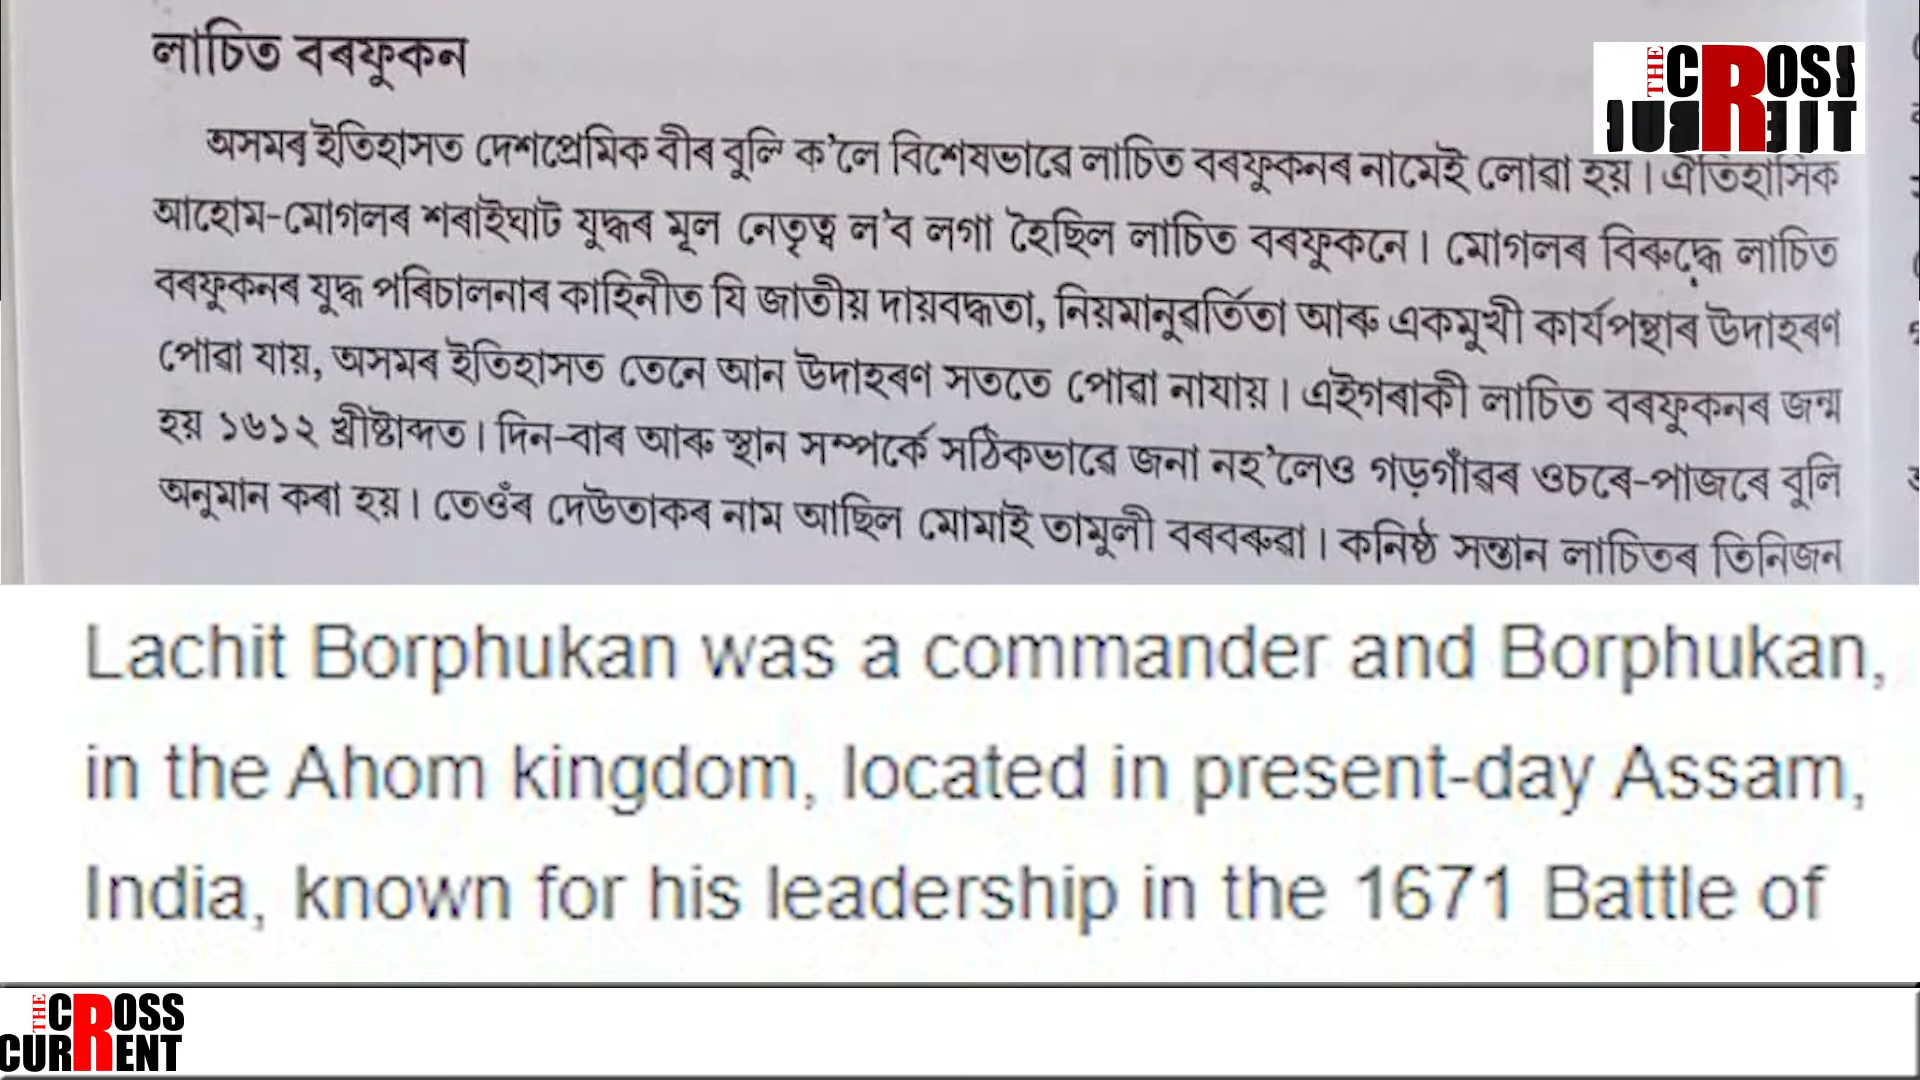 লাচিত বৰফুকন
THE CROSS
CURRENT
অসমৰ ইতিহাসত দেশপ্ৰেমিক বীৰ বুলি ক'লে বিশেষভাৱে লাচিত বৰফুকনৰ নামেই লোৱা হয়। ঐতিহাসিক
আহোম-মোগলৰ শৰাইঘাট যুদ্ধৰ মূল নেতৃত্ব ল'ব লগা হৈছিল লাচিত বৰফুকনে। মোগলৰ বিৰুদ্ধে লাচিত
বৰফুকনৰ যুদ্ধ পৰিচালনাৰ কাহিনীত যি জাতীয় দায়বদ্ধতা, নিয়মানুৱৰ্তিতা আৰু একমুখী কাৰ্যপন্থাৰ উদাহৰণ
পোৱা যায়, অসমৰ ইতিহাসত তেনে আন উদাহৰণ সততে পোৱা নাযায়। এইগৰাকী লাচিত বৰফুকনৰ জন্ম
হয় ১৬১২ খ্ৰীষ্টাব্দত। দিন-বাৰ আৰু স্থান সম্পৰ্কে সঠিকভাৱে জনা নহ'লেও গড়গাঁৱৰ ওচৰে-পাজৰে বুলি
অনুমান কৰা হয়। তেওঁৰ দেউতাকৰ নাম আছিল মোমাই তামুলী বৰবৰুৱা। কনিষ্ঠ সন্তান লাচিতৰ তিনিজন
Lachit Borphukan was a commander and Borphukan,
in the Ahom kingdom, located in present-day Assam,
India, known for his leadership in the 1671 Battle of
THE CROSS
CURRENT